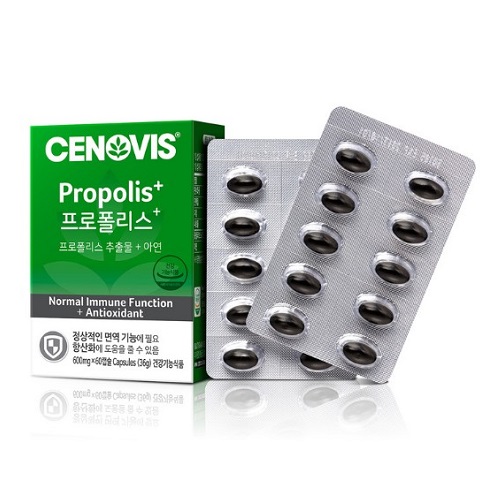 CENOVIS®
Propolis+
프로폴리스+
프로폴리스 추출물 + 아연
Normal Immune Function
+ Antioxidant
정상적인 면역 기능에 필요
항산화에 도움을 줄 수 있음
600mg × 60캡슐 Capsules (36g) 건강기능식품